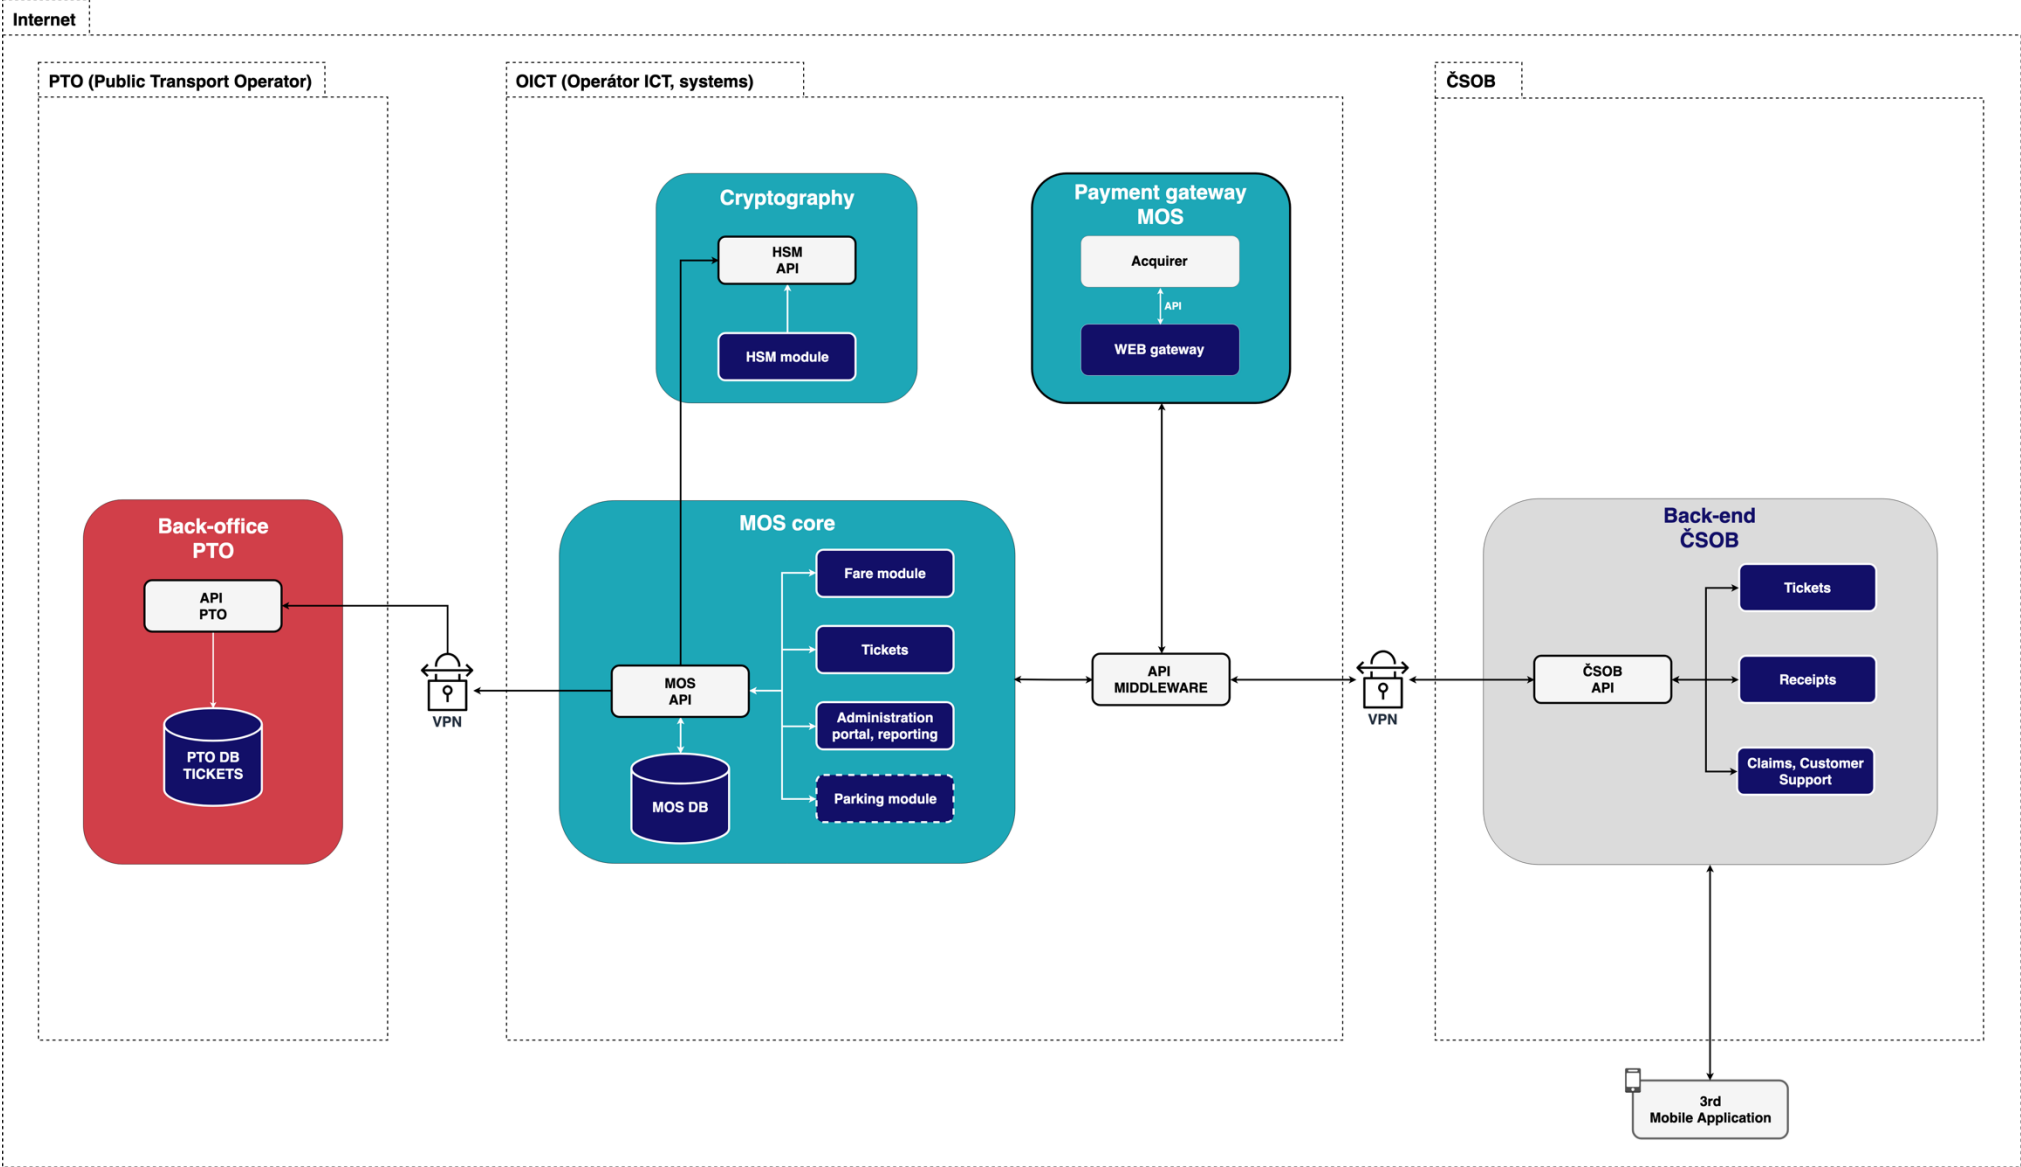 Internet
PTO (Public Transport Operator)
OICT (Operátor ICT, systems)
ČSOB
Cryptography
HSM
API
HSM module
Payment gateway
MOS
Acquirer
API
WEB gateway
Back-office
PTO
API
PTO
PTO DB
TICKETS
VPN
MOS core
Fare module
Tickets
MOS
API
Administration
portal, reporting
MOS DB
Parking module
API
MIDDLEWARE
VPN
Back-end
ČSOB
Tickets
ČSOB
API
Receipts
Claims, Customer
Support
3rd
Mobile Application